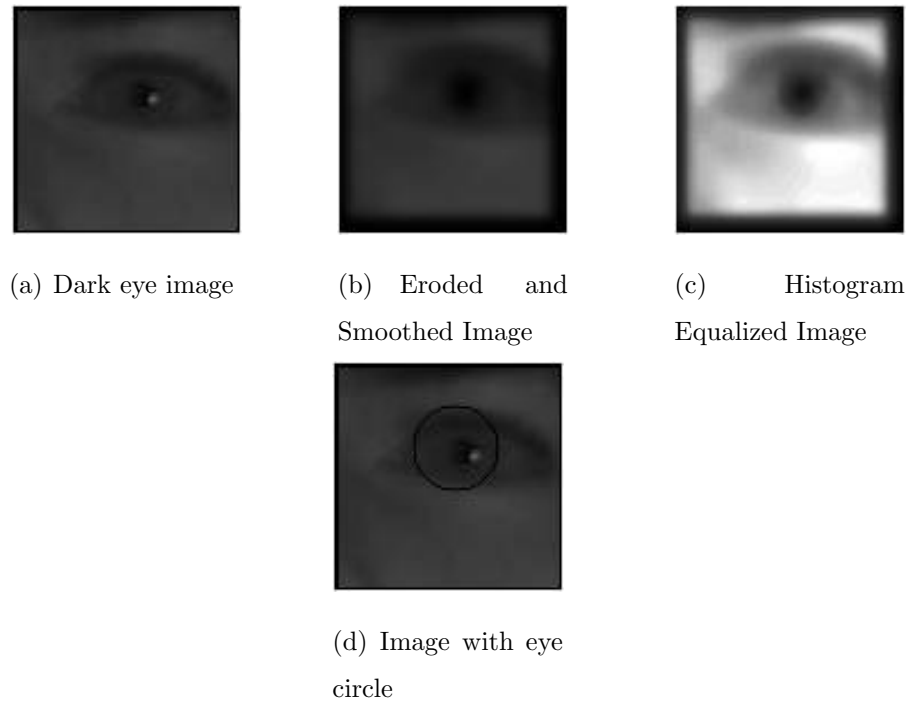 (a) Dark eye image
(b) Eroded and
Smoothed Image
(c) Histogram
Equalized Image
(d) Image with eye
circle